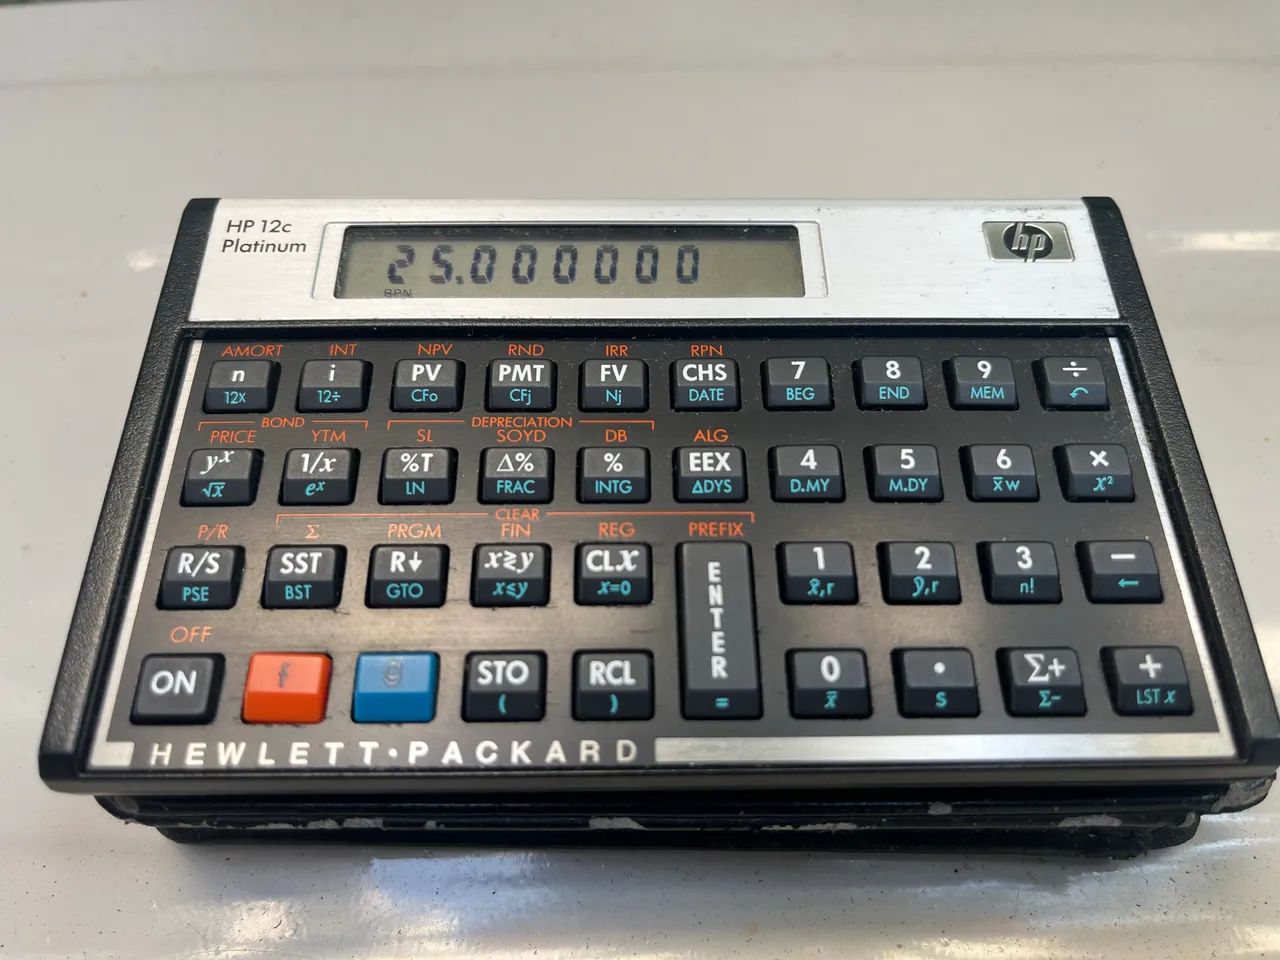 HP 12c
Platinum
hp
25.000000
RPN
AMORT INT NPV RND IRR RPN
n i PV PMT FV CHS 7 8 9 ÷
12x 12÷ CFo CFj Nj DATE BEG END MEM
BOND DEPRECIATION
PRICE YTM SL SOYD DB ALG
yˣ 1/x %T Δ% % EEX 4 5 6 ×
√x eˣ LN FRAC INTG ΔDYS D.MY M.DY x̄w x²
CLEAR
P/R Σ PRGM FIN REG PREFIX
R/S SST R↓ x≷y CLx ENTER 1 2 3 −
PSE BST GTO x≤y x=0 x̂,r ŷ,r n! ←
OFF
ON f g STO RCL 0 • Σ+ +
( ) = x̄ s Σ− LST x
HEWLETT•PACKARD